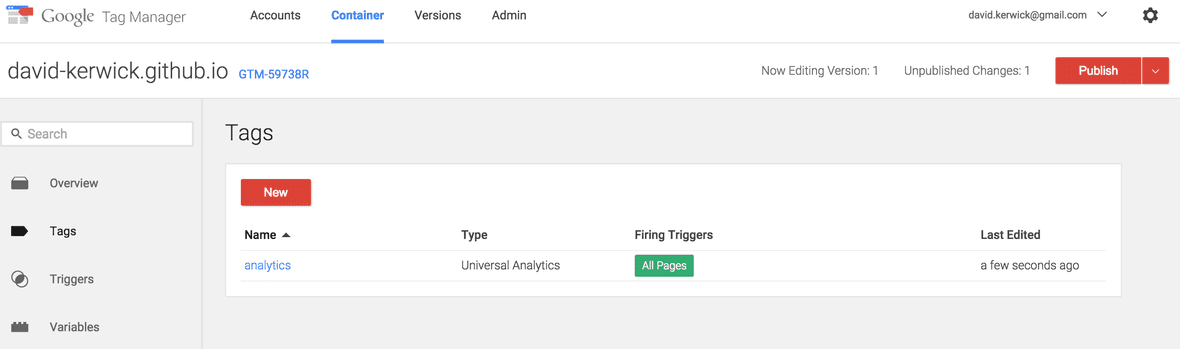 Google Tag Manager Accounts Container Versions Admin david.kerwick@gmail.com
david-kerwick.github.io GTM-59738R Now Editing Version: 1 Unpublished Changes: 1 Publish
Search
Overview
Tags
Triggers
Variables
Tags
New
Name Type Firing Triggers Last Edited
analytics Universal Analytics All Pages a few seconds ago